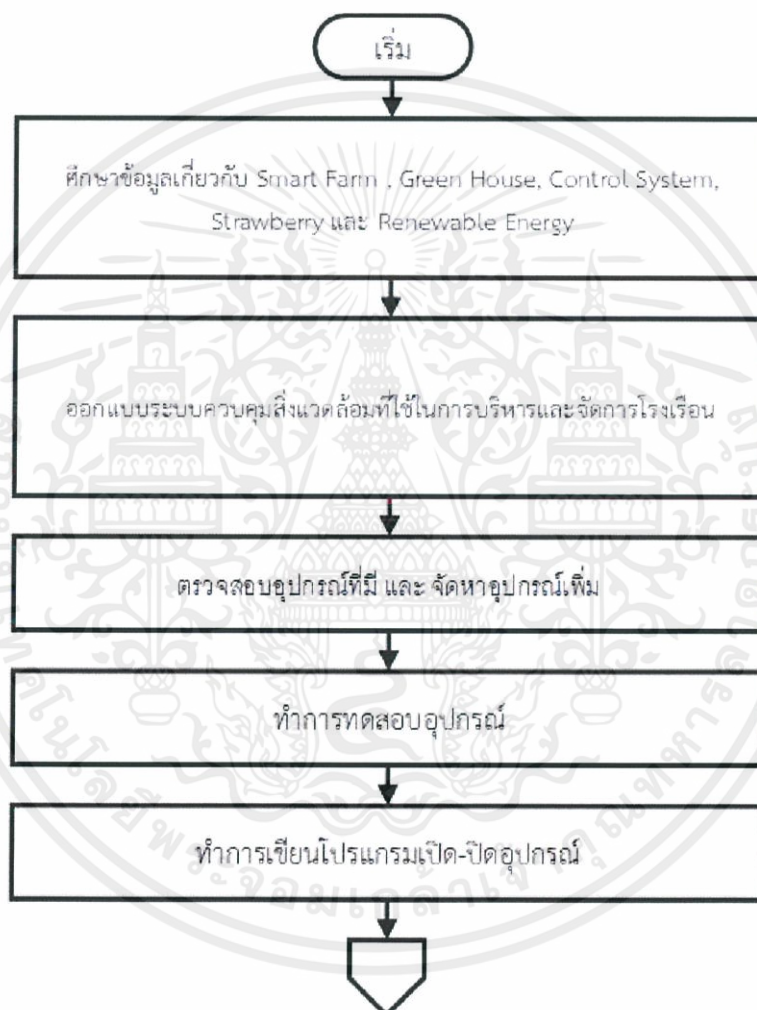 เริ่ม
ศึกษาข้อมูลเกี่ยวกับ Smart Farm , Green House, Control System,
Strawberry และ Renewable Energy
ออกแบบระบบควบคุมสิ่งแวดล้อมที่ใช้ในการบริหารและจัดการโรงเรือน
ตรวจสอบอุปกรณ์ที่มี และ จัดหาอุปกรณ์เพิ่ม
ทำการทดสอบอุปกรณ์
ทำการเขียนโปรแกรมเปิด-ปิดอุปกรณ์